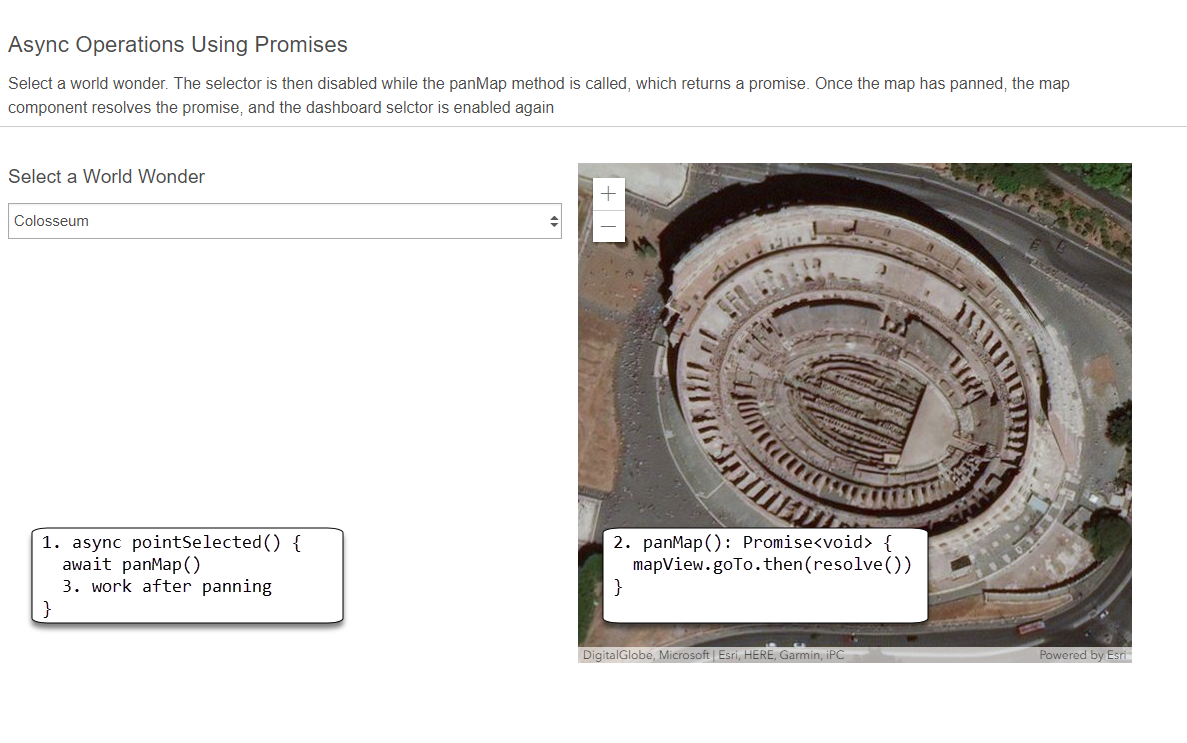 Async Operations Using Promises
Select a world wonder. The selector is then disabled while the panMap method is called, which returns a promise. Once the map has panned, the map
component resolves the promise, and the dashboard selctor is enabled again
Select a World Wonder
Colosseum
+
−
1. async pointSelected() {
await panMap()
3. work after panning
}
2. panMap(): Promise<void> {
mapView.goTo.then(resolve())
}
DigitalGlobe, Microsoft | Esri, HERE, Garmin, iPC
Powered by Esri